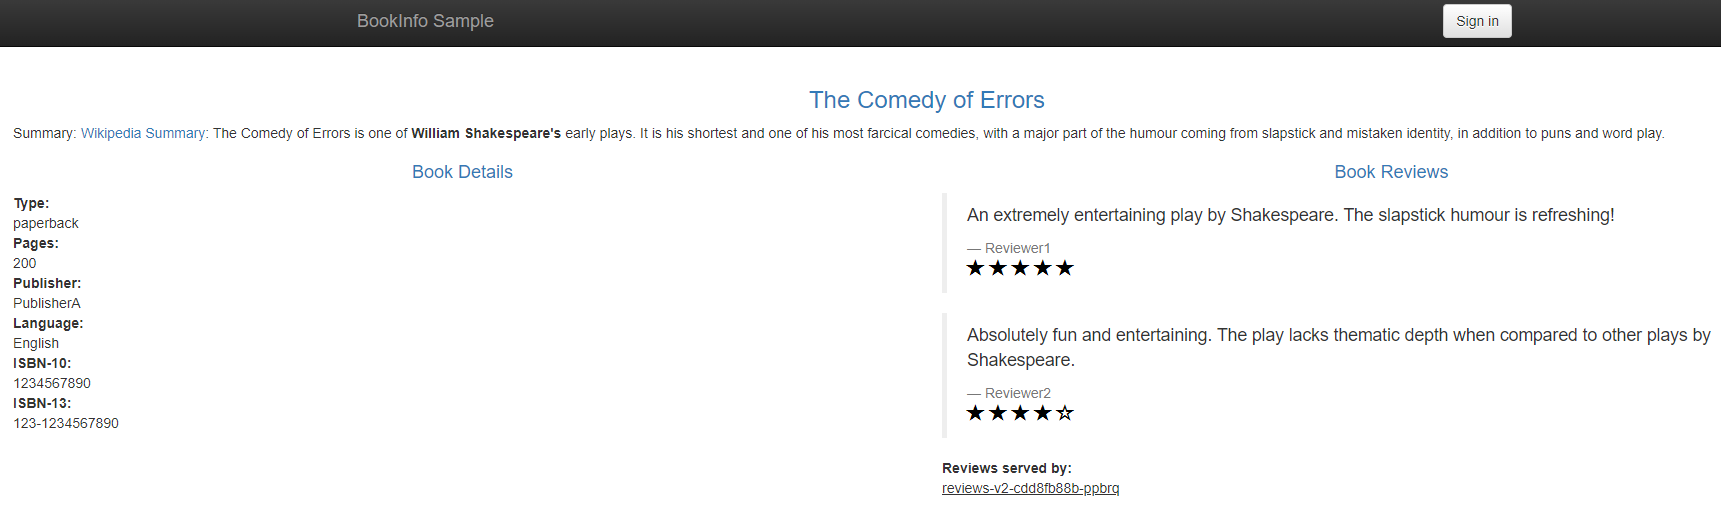 BookInfo Sample
Sign in
The Comedy of Errors
Summary: Wikipedia Summary: The Comedy of Errors is one of William Shakespeare's early plays. It is his shortest and one of his most farcical comedies, with a major part of the humour coming from slapstick and mistaken identity, in addition to puns and word play.
Book Details
Type:
paperback
Pages:
200
Publisher:
PublisherA
Language:
English
ISBN-10:
1234567890
ISBN-13:
123-1234567890
Book Reviews
An extremely entertaining play by Shakespeare. The slapstick humour is refreshing!
— Reviewer1
★★★★★
Absolutely fun and entertaining. The play lacks thematic depth when compared to other plays by
Shakespeare.
— Reviewer2
★★★★☆
Reviews served by:
reviews-v2-cdd8fb88b-ppbrq